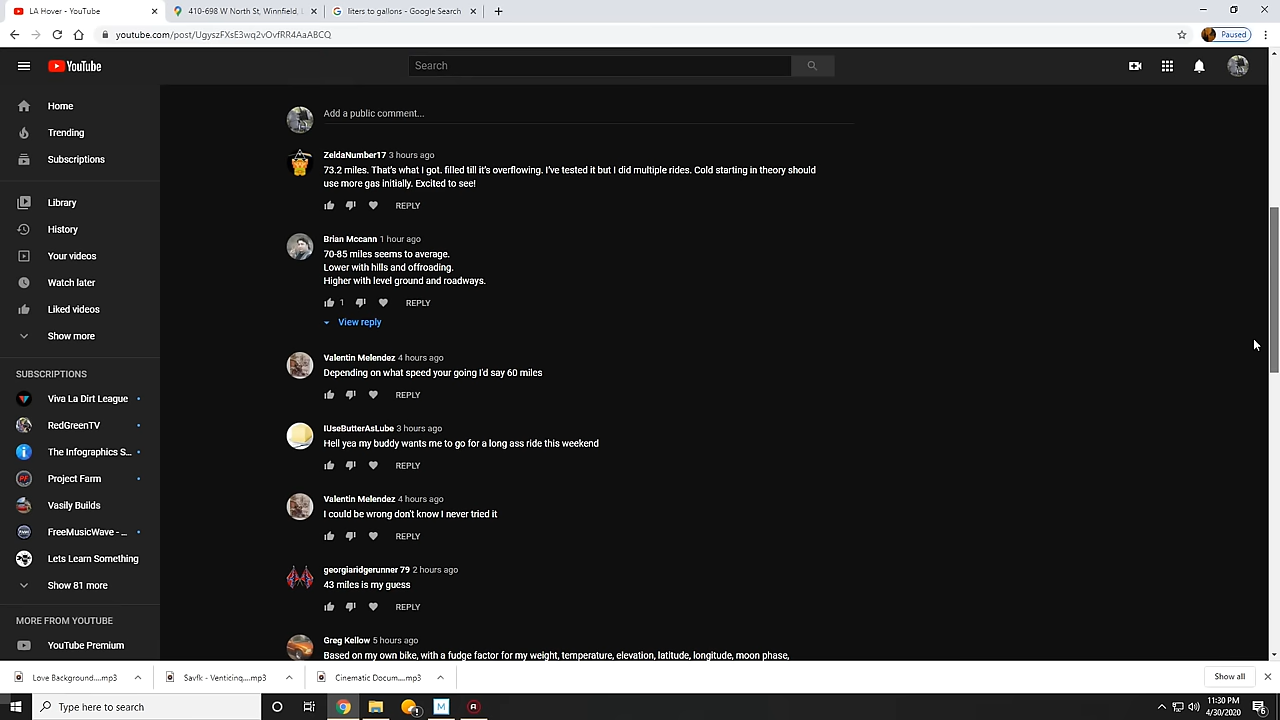 LA Hover - YouTube
410-698 W North St, Winnfield,
liters to gallons - Google Search
youtube.com/post/UgyszFXsE3wq2vOvfRR4AaABCQ
Paused
YouTube
Search
Home
Trending
Subscriptions
Library
History
Your videos
Watch later
Liked videos
Show more
SUBSCRIPTIONS
Viva La Dirt League
RedGreenTV
The Infographics S...
Project Farm
Vasily Builds
FreeMusicWave - ...
Lets Learn Something
Show 81 more
MORE FROM YOUTUBE
YouTube Premium
Add a public comment...
ZeldaNumber17 3 hours ago
73.2 miles. That's what I got. filled till it's overflowing. I've tested it but I did multiple rides. Cold starting in theory should
use more gas initially. Excited to see!
REPLY
Brian Mccann 1 hour ago
70-85 miles seems to average.
Lower with hills and offroading.
Higher with level ground and roadways.
1 REPLY
View reply
Valentin Melendez 4 hours ago
Depending on what speed your going I'd say 60 miles
REPLY
IUseButterAsLube 3 hours ago
Hell yea my buddy wants me to go for a long ass ride this weekend
REPLY
Valentin Melendez 4 hours ago
I could be wrong don't know I never tried it
REPLY
georgiaridgerunner 79 2 hours ago
43 miles is my guess
REPLY
Greg Kellow 5 hours ago
Based on my own bike, with a fudge factor for my weight, temperature, elevation, latitude, longitude, moon phase,
Love Background....mp3
Savfk - Venticinq....mp3
Cinematic Docum....mp3
Show all
Type here to search
M
11:30 PM
4/30/2020
6